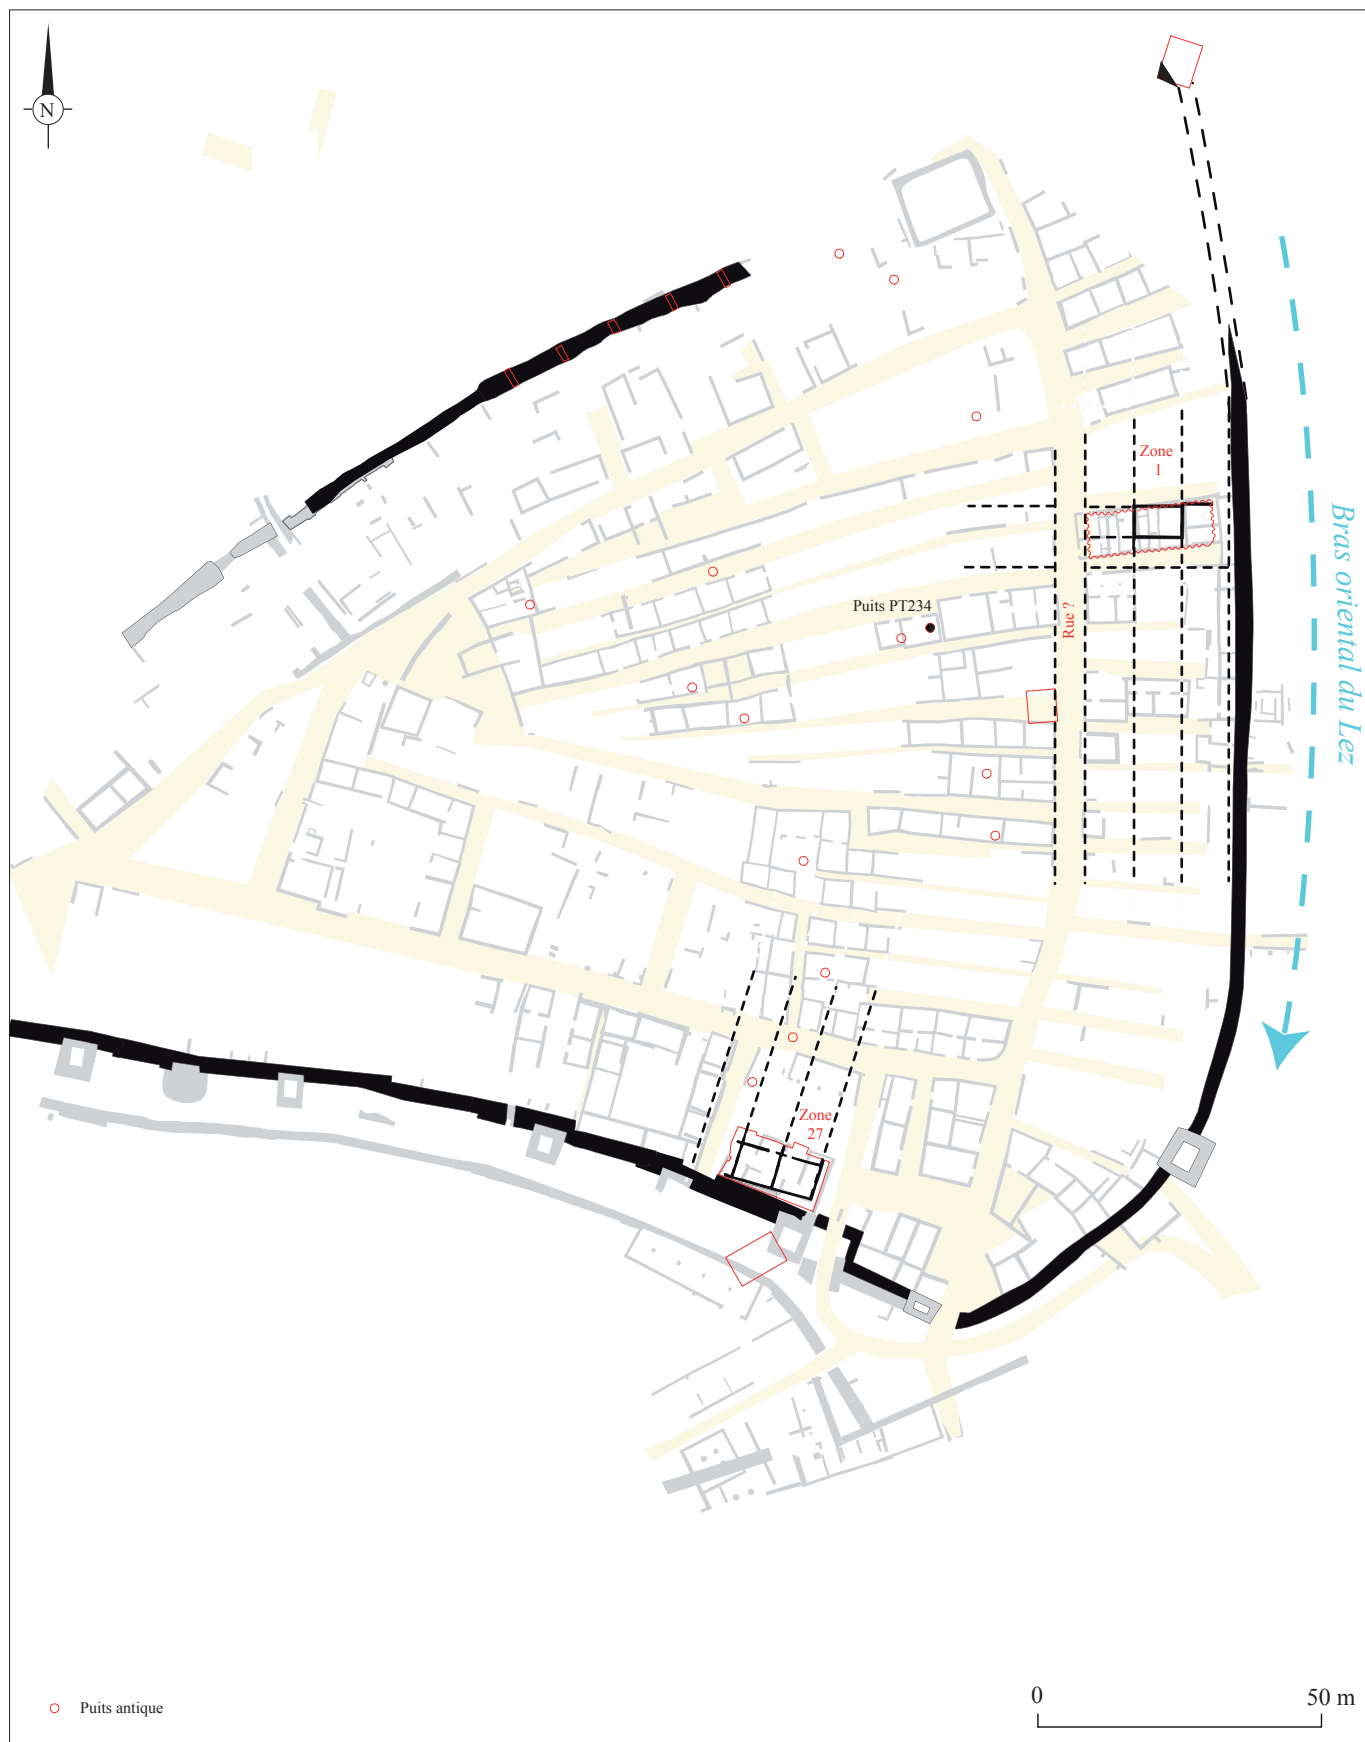 N
Zone
1
Bras oriental du Lez
Puits PT234
Rue ?
Zone
27
Puits antique
0
50 m